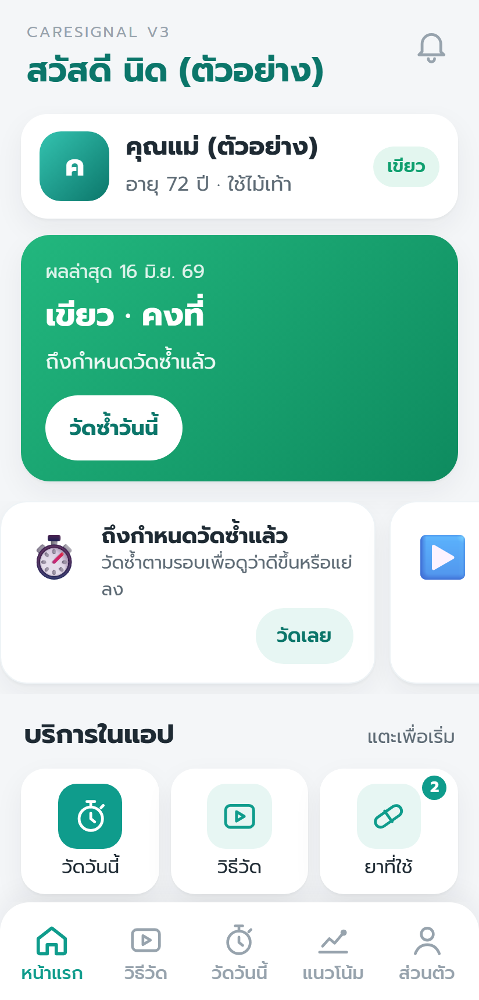 CARESIGNAL V3
สวัสดี นิด (ตัวอย่าง)
ค
คุณแม่ (ตัวอย่าง)
อายุ 72 ปี · ใช้ไม้เท้า
เขียว
ผลล่าสุด 16 มิ.ย. 69
เขียว · คงที่
ถึงกำหนดวัดซ้ำแล้ว
วัดซ้ำวันนี้
ถึงกำหนดวัดซ้ำแล้ว
วัดซ้ำตามรอบเพื่อดูว่าดีขึ้นหรือแย่
ลง
วัดเลย
บริการในแอป
แตะเพื่อเริ่ม
2
วัดวันนี้
วิธีวัด
ยาที่ใช้
หน้าแรก
วิธีวัด
วัดวันนี้
แนวโน้ม
ส่วนตัว